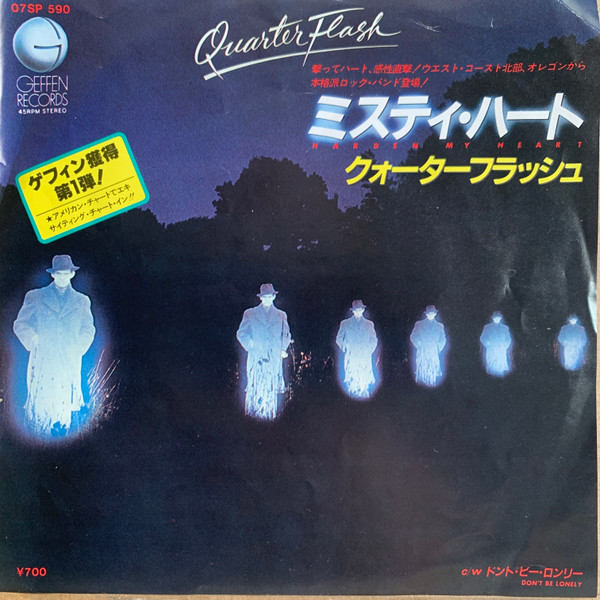 07SP 590
GEFFEN
RECORDS
45RPM STEREO
Quarterflash
撃ってハート、感性直撃!ウエスト・コースト北部、オレゴンから
本格派ロック・バンド登場!
ミスティ・ハート
HARDEN MY HEART
クォーターフラッシュ
ゲフィン獲得
第1弾!
★アメリカン・チャートでエキ
サイティング・チャート・イン!!
¥700
c/w ドント・ビー・ロンリー
DON'T BE LONELY